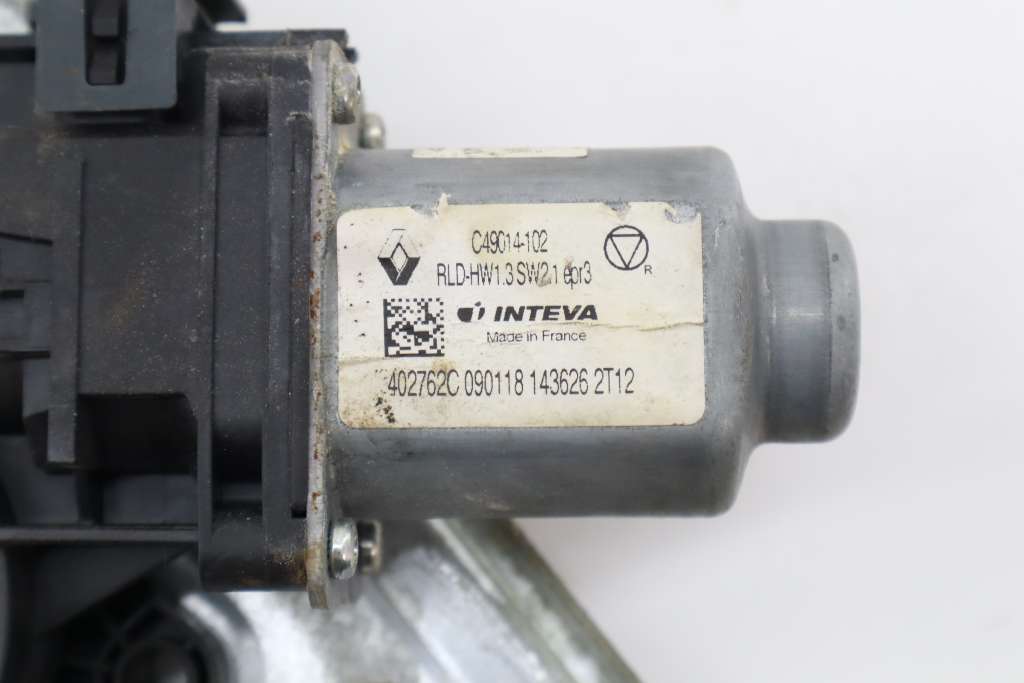 C49014-102
RLD-HW1.3 SW2.1 epr3
R
INTEVA
Made in France
402762C 090118 143626 2T12